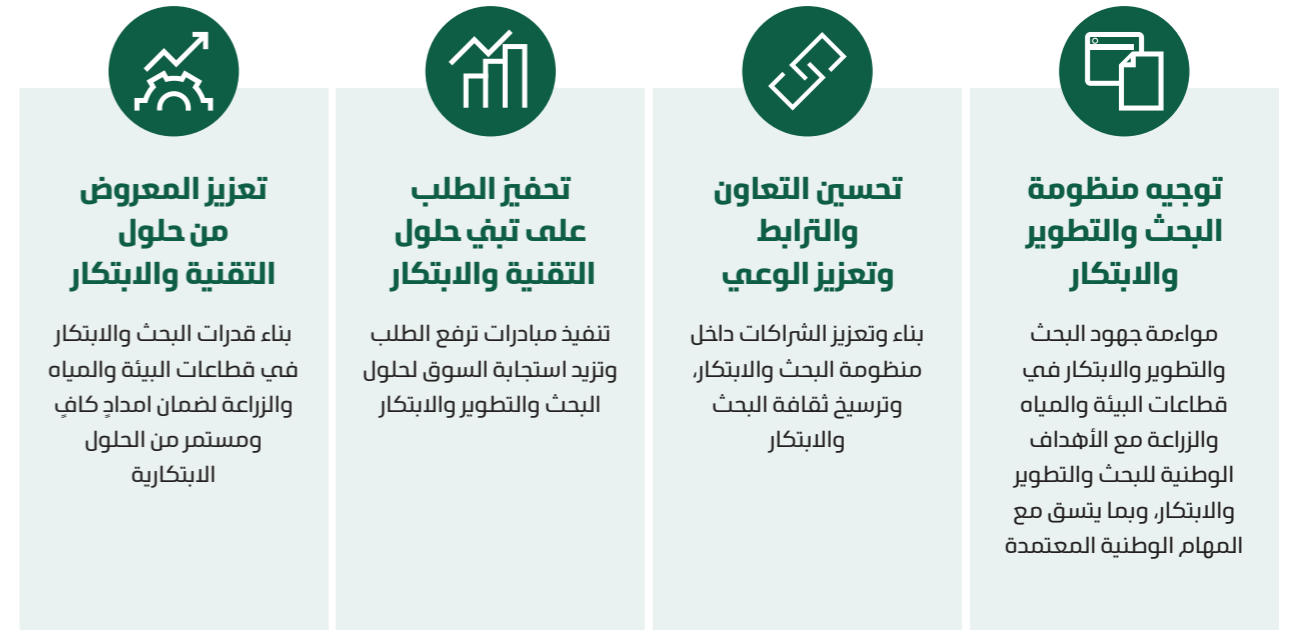 توجيه منظومة
البحث والتطوير
والابتكار
مواءمة جهود البحث
والتطوير والابتكار في
قطاعات البيئة والمياه
والزراعة مع الأهداف
الوطنية للبحث والتطوير
والابتكار، وبما يتسق مع
المهام الوطنية المعتمدة
تحسين التعاون
والترابط
وتعزيز الوعي
بناء وتعزيز الشراكات داخل
منظومة البحث والابتكار،
وترسيخ ثقافة البحث
والابتكار
تحفيز الطلب
على تبني حلول
التقنية والابتكار
تنفيذ مبادرات ترفع الطلب
وتزيد استجابة السوق لحلول
البحث والتطوير والابتكار
تعزيز المعروض
من حلول
التقنية والابتكار
بناء قدرات البحث والابتكار
في قطاعات البيئة والمياه
والزراعة لضمان امدادٍ كافٍ
ومستمر من الحلول
الابتكارية